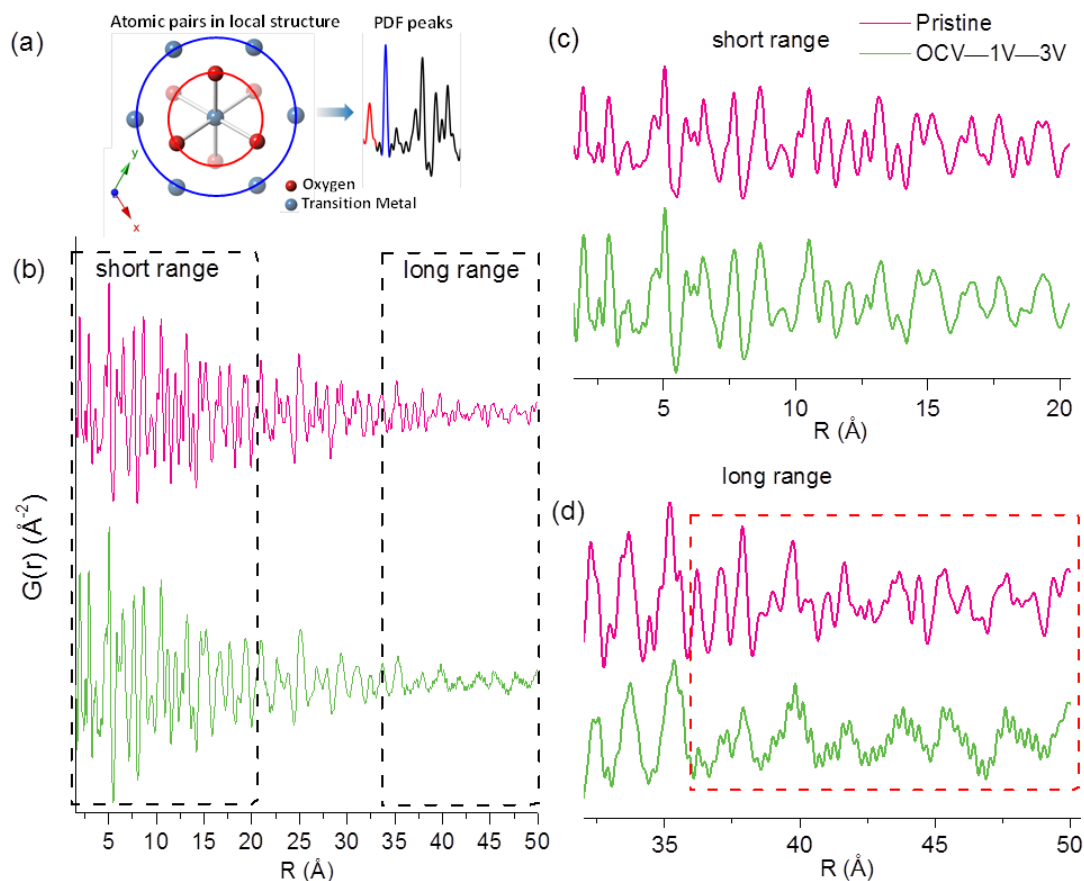 (a)
Atomic pairs in local structure
PDF peaks
y
x
Oxygen
Transition Metal
(b)
short range
long range
G(r) (Å⁻²)
5 10 15 20 25 30 35 40 45 50
R (Å)
(c)
short range
Pristine
OCV—1V—3V
5 10 15 20
R (Å)
long range
(d)
35 40 45 50
R (Å)